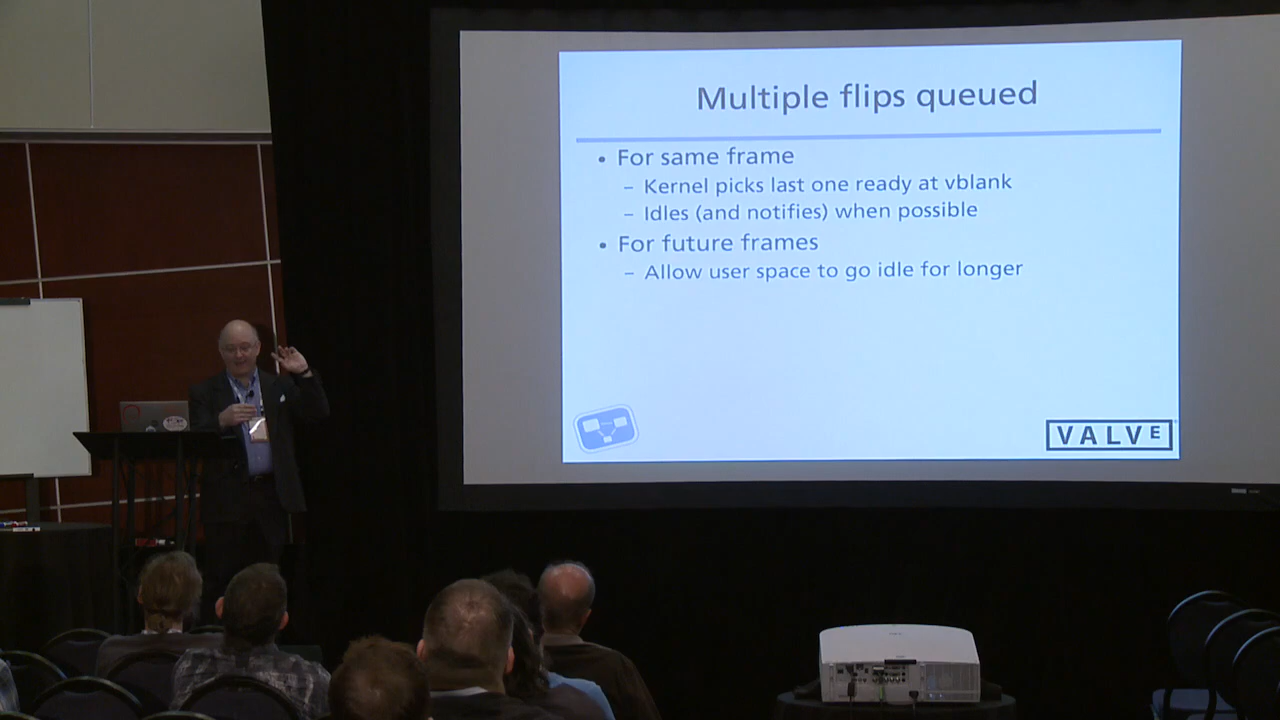 Multiple flips queued
• For same frame
– Kernel picks last one ready at vblank
– Idles (and notifies) when possible
• For future frames
– Allow user space to go idle for longer
VALVE